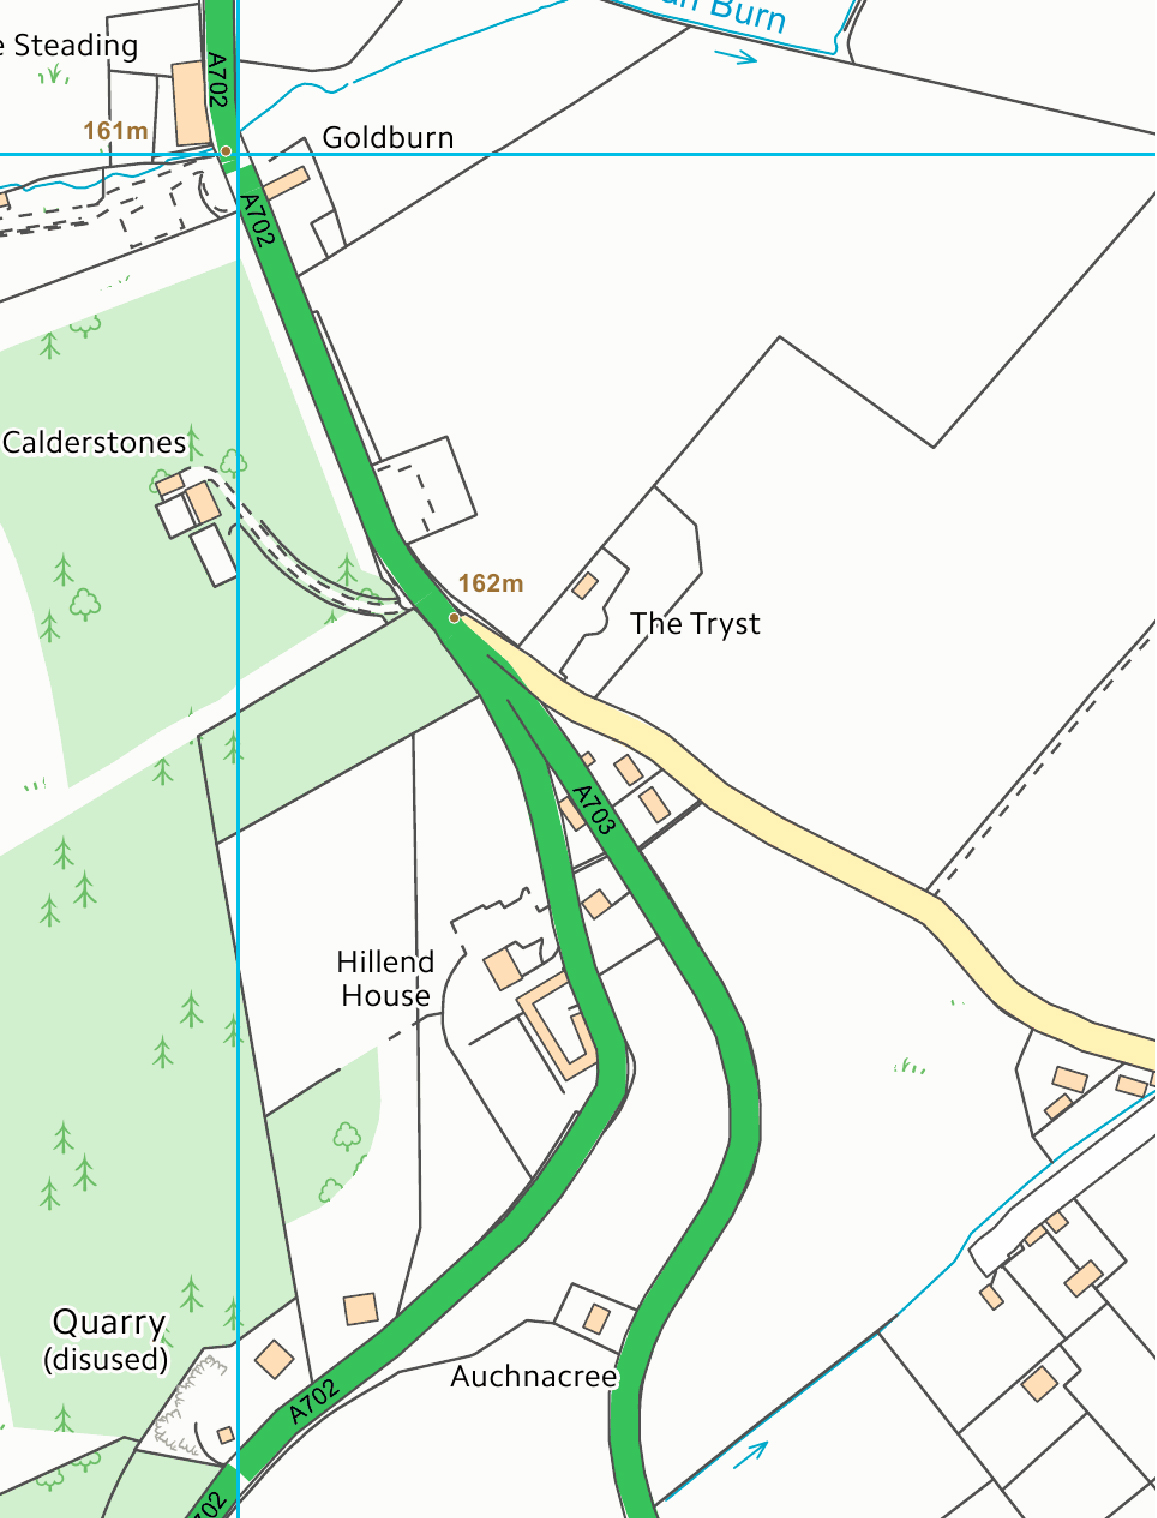 Burn
Steading
A702
161m
Goldburn
A702
Calderstones
162m
The Tryst
A703
Hillend
House
Quarry
(disused)
Auchnacree
A702